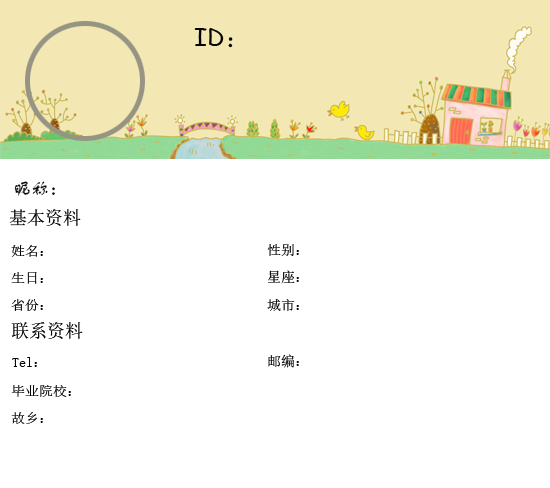 ID:
昵称:
基本资料
姓名: 性别:
生日: 星座:
省份: 城市:
联系资料
Tel: 邮编:
毕业院校:
故乡: